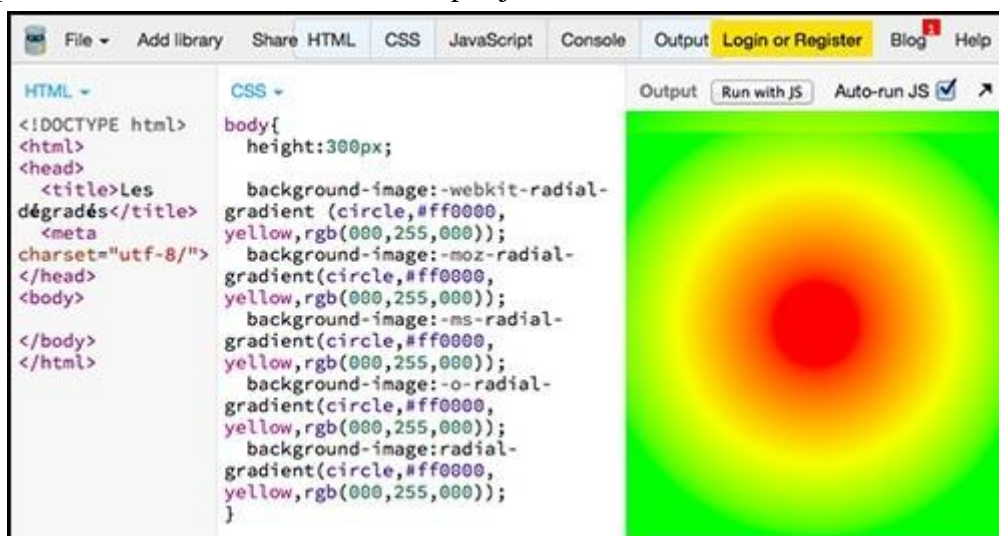 File Add library Share HTML CSS JavaScript Console Output Login or Register Blog 1 Help
HTML
<!DOCTYPE html>
<html>
<head>
<title>Les
dégradés</title>
<meta
charset="utf-8/">
</head>
<body>
</body>
</html>
CSS
body{
height:300px;
background-image:-webkit-radial-
gradient (circle,#ff0000,
yellow,rgb(000,255,000));
background-image:-moz-radial-
gradient(circle,#ff0000,
yellow,rgb(000,255,000));
background-image:-ms-radial-
gradient(circle,#ff0000,
yellow,rgb(000,255,000));
background-image:-o-radial-
gradient(circle,#ff0000,
yellow,rgb(000,255,000));
background-image:radial-
gradient(circle,#ff0000,
yellow,rgb(000,255,000));
}
Output Run with JS Auto-run JS